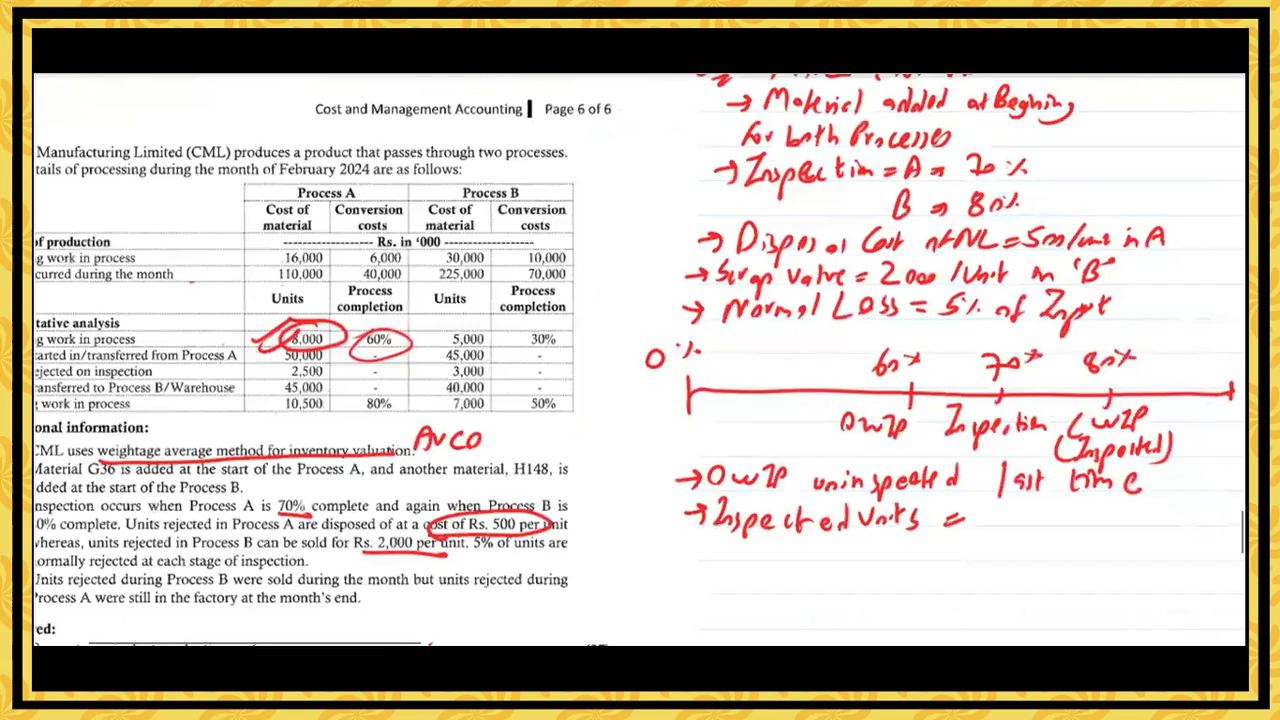 Cost and Management Accounting | Page 6 of 6
Manufacturing Limited (CML) produces a product that passes through two processes.
tails of processing during the month of February 2024 are as follows:
Process A Process B
Cost of material Conversion costs Cost of material Conversion costs
of production -------------------- Rs. in ‘000 --------------------
g work in process 16,000 6,000 30,000 10,000
curred during the month 110,000 40,000 225,000 70,000
Units Process completion Units Process completion
tative analysis
g work in process 8,000 60% 5,000 30%
arted in/transferred from Process A 50,000 - 45,000 -
ejected on inspection 2,500 - 3,000 -
ransferred to Process B/Warehouse 45,000 - 40,000 -
work in process 10,500 80% 7,000 50%
onal information:
CML uses weightage average method for inventory valuation. AVCO
Material G36 is added at the start of the Process A, and another material, H148, is
dded at the start of the Process B.
nspection occurs when Process A is 70% complete and again when Process B is
0% complete. Units rejected in Process A are disposed of at a cost of Rs. 500 per unit
whereas, units rejected in Process B can be sold for Rs. 2,000 per unit. 5% of units are
ormally rejected at each stage of inspection.
Units rejected during Process B were sold during the month but units rejected during
Process A were still in the factory at the month's end.
ed:
→ Material added at Begining
for both Processes
→ Inspection = A = 70%
B = 80%
→ Disposal Cost of NL = 500/unit in A
→ Scrap value = 2000/unit in 'B'
→ Normal Loss = 5% of Input
0% 60% 70% 80%
OWIP Inspection CWIP
(Inspected)
→ OWIP uninspected last time
→ Inspected Units =